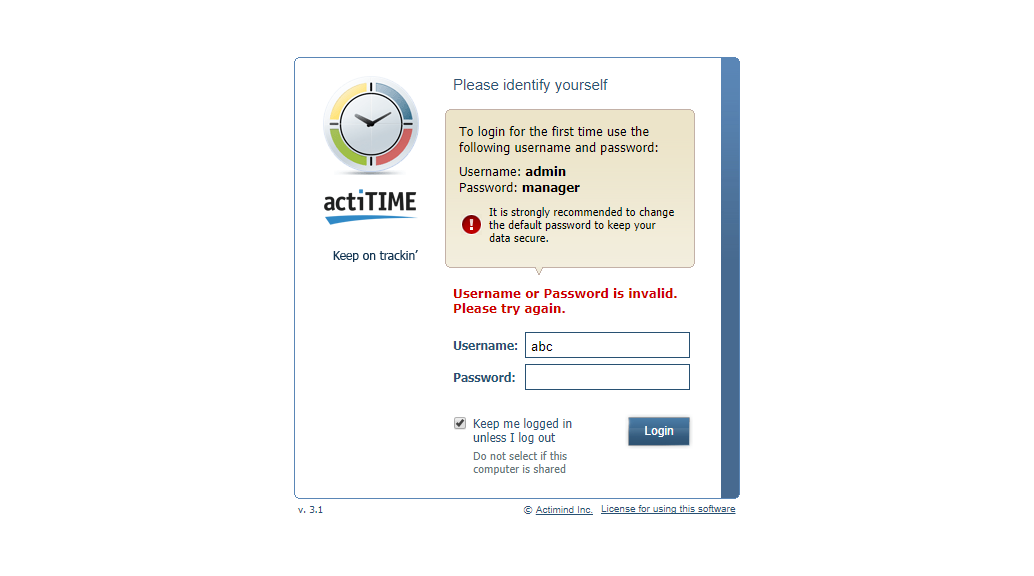 Please identify yourself
To login for the first time use the
following username and password:
Username: admin
Password: manager
It is strongly recommended to change
the default password to keep your
data secure.
actiTIME
Keep on trackin’
Username or Password is invalid.
Please try again.
Username: abc
Password:
Keep me logged in
unless I log out
Login
Do not select if this
computer is shared
v. 3.1
© Actimind Inc. License for using this software